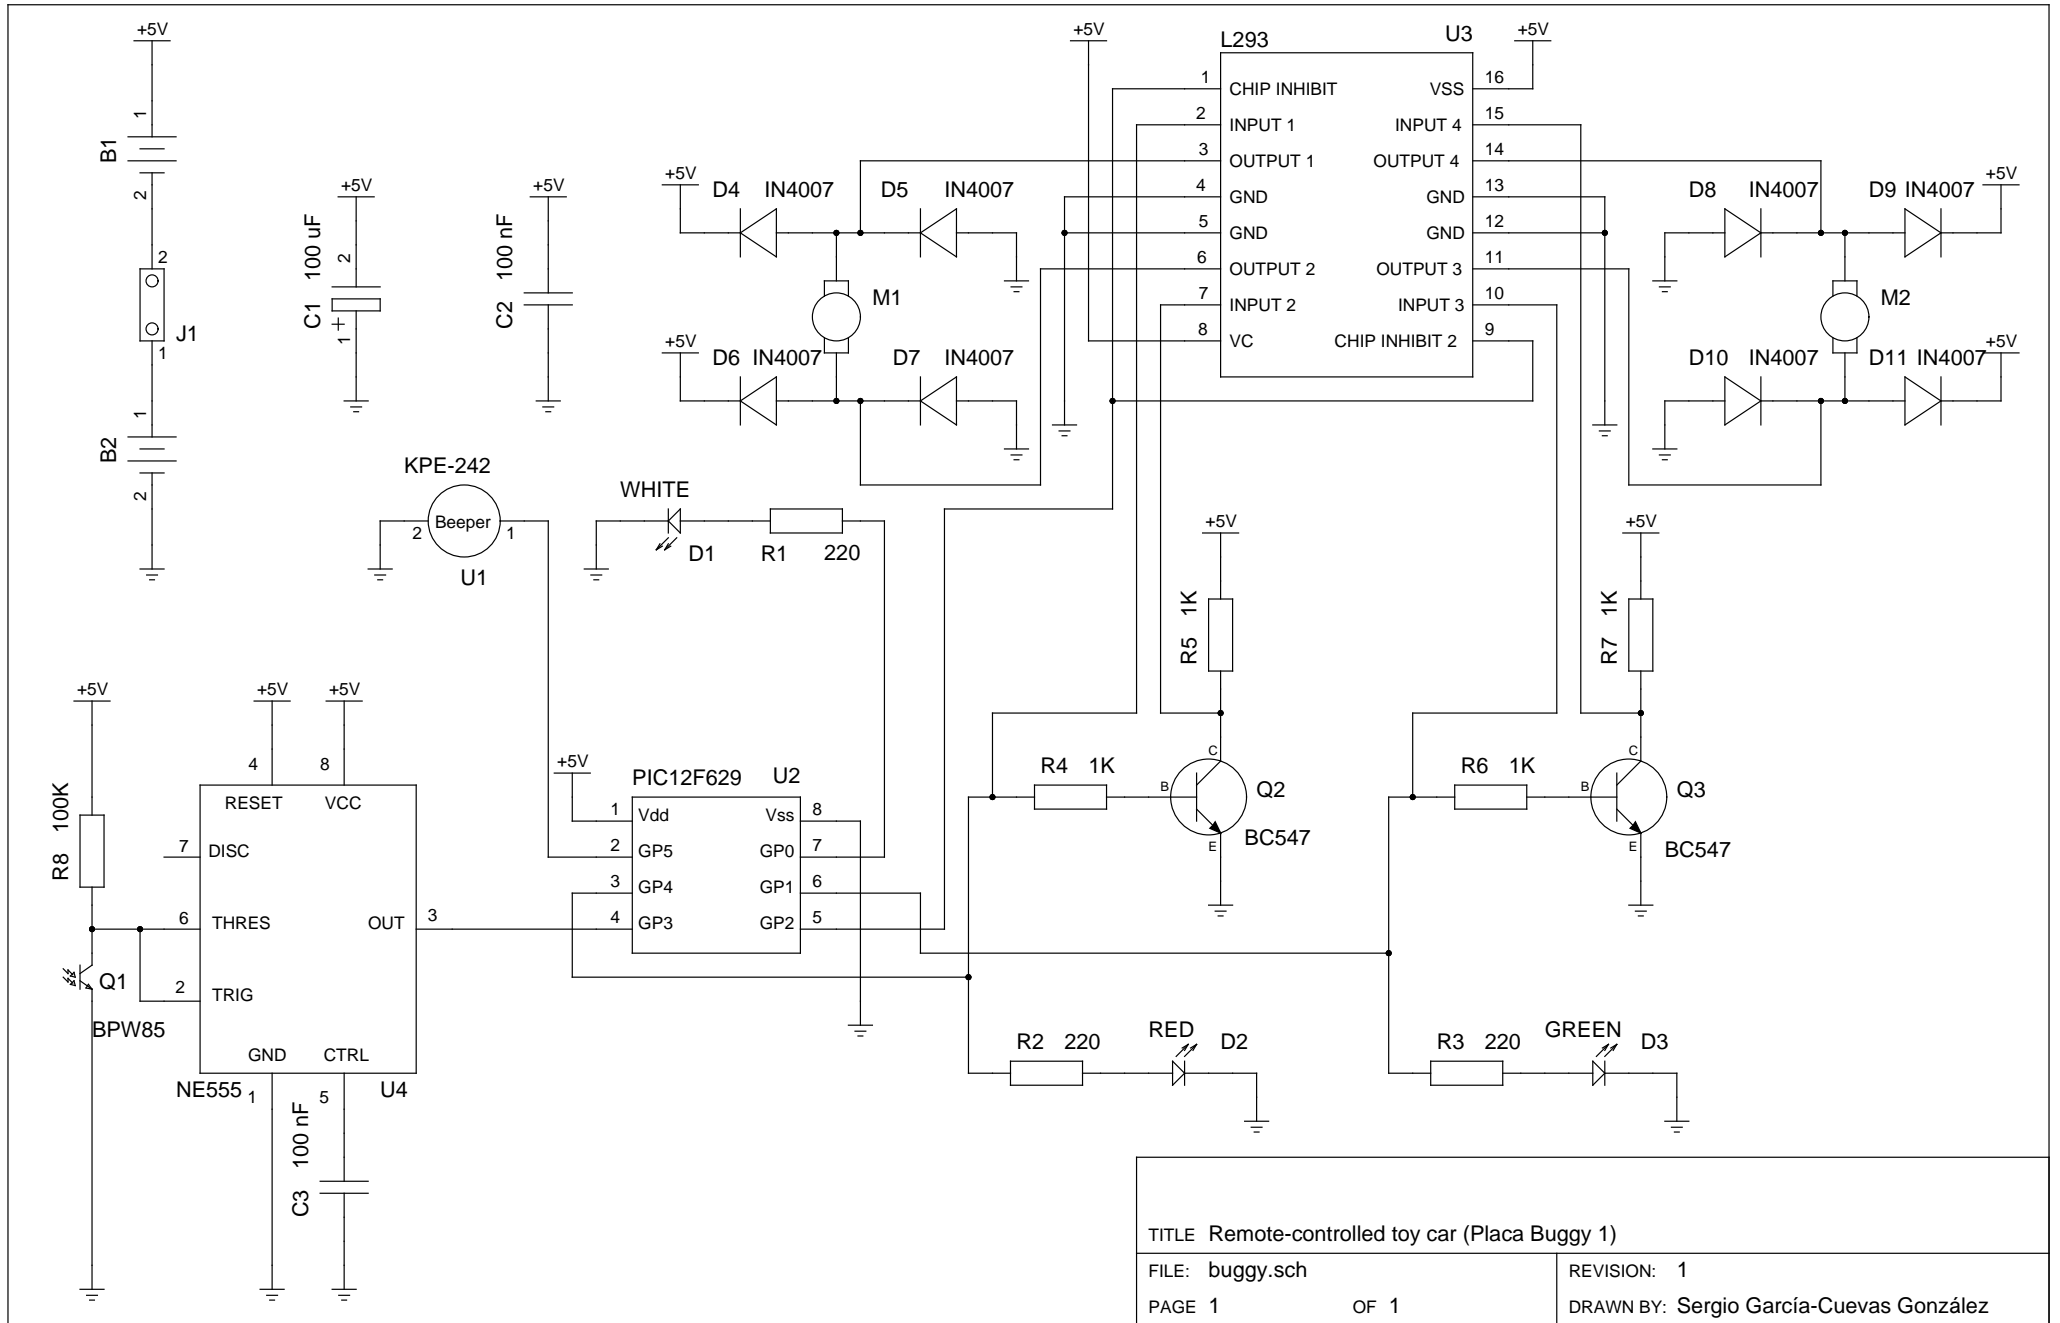 +5V
1
B1
2
2
J1
1
1
B2
2
+5V
C1 100 uF
2
1
+
+5V
C2 100 nF
+5V
D4 IN4007
D5 IN4007
M1
+5V
D6 IN4007
D7 IN4007
+5V
L293 U3
+5V
1 CHIP INHIBIT
2 INPUT 1
3 OUTPUT 1
4 GND
5 GND
6 OUTPUT 2
7 INPUT 2
8 VC
VSS 16
INPUT 4 15
OUTPUT 4 14
GND 13
GND 12
OUTPUT 3 11
INPUT 3 10
CHIP INHIBIT 2 9
D8 IN4007
D9 IN4007
+5V
M2
D10 IN4007
D11 IN4007
+5V
KPE-242
2 Beeper 1
U1
WHITE
D1
R1 220
+5V
R5 1K
+5V
R7 1K
+5V
+5V
+5V
R8 100K
4
8
RESET VCC
7 DISC
6 THRES
OUT 3
2 TRIG
GND CTRL
NE555
1
5
U4
Q1
BPW85
C3 100 nF
+5V
PIC12F629 U2
1 Vdd
2 GP5
3 GP4
4 GP3
Vss 8
GP0 7
GP1 6
GP2 5
R4 1K
C
B
E
Q2
BC547
R6 1K
C
B
E
Q3
BC547
R2 220
RED
D2
R3 220
GREEN
D3
TITLE Remote-controlled toy car (Placa Buggy 1)
FILE: buggy.sch
REVISION: 1
PAGE 1 OF 1
DRAWN BY: Sergio García-Cuevas González